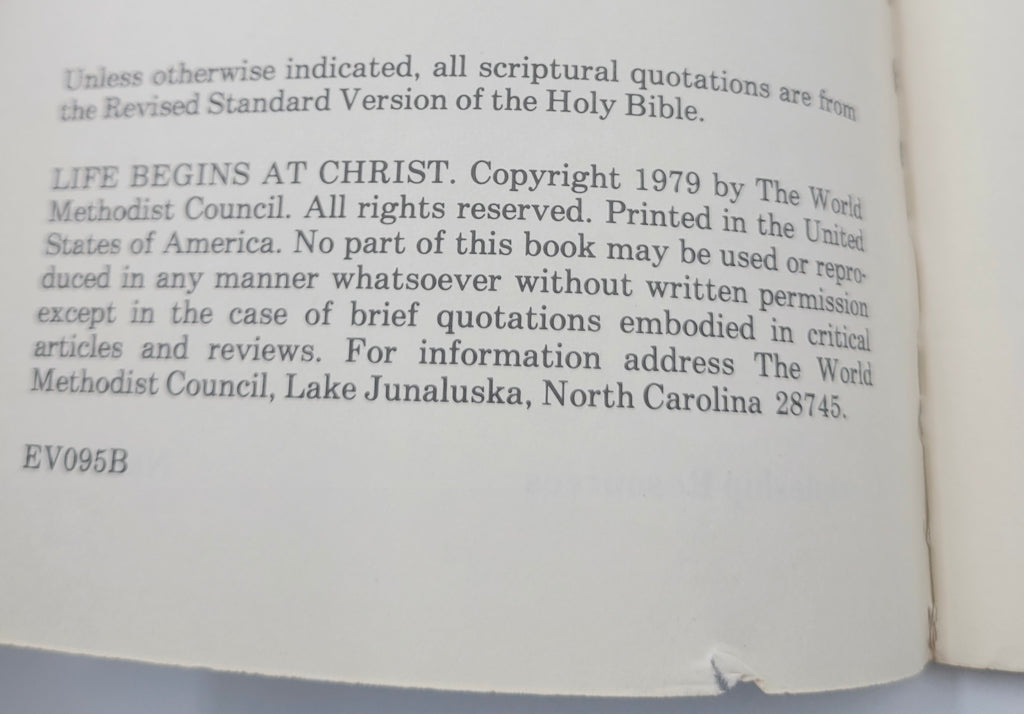 Unless otherwise indicated, all scriptural quotations are from
the Revised Standard Version of the Holy Bible.
LIFE BEGINS AT CHRIST. Copyright 1979 by The World
Methodist Council. All rights reserved. Printed in the United
States of America. No part of this book may be used or repro-
duced in any manner whatsoever without written permission
except in the case of brief quotations embodied in critical
articles and reviews. For information address The World
Methodist Council, Lake Junaluska, North Carolina 28745.
EV095B